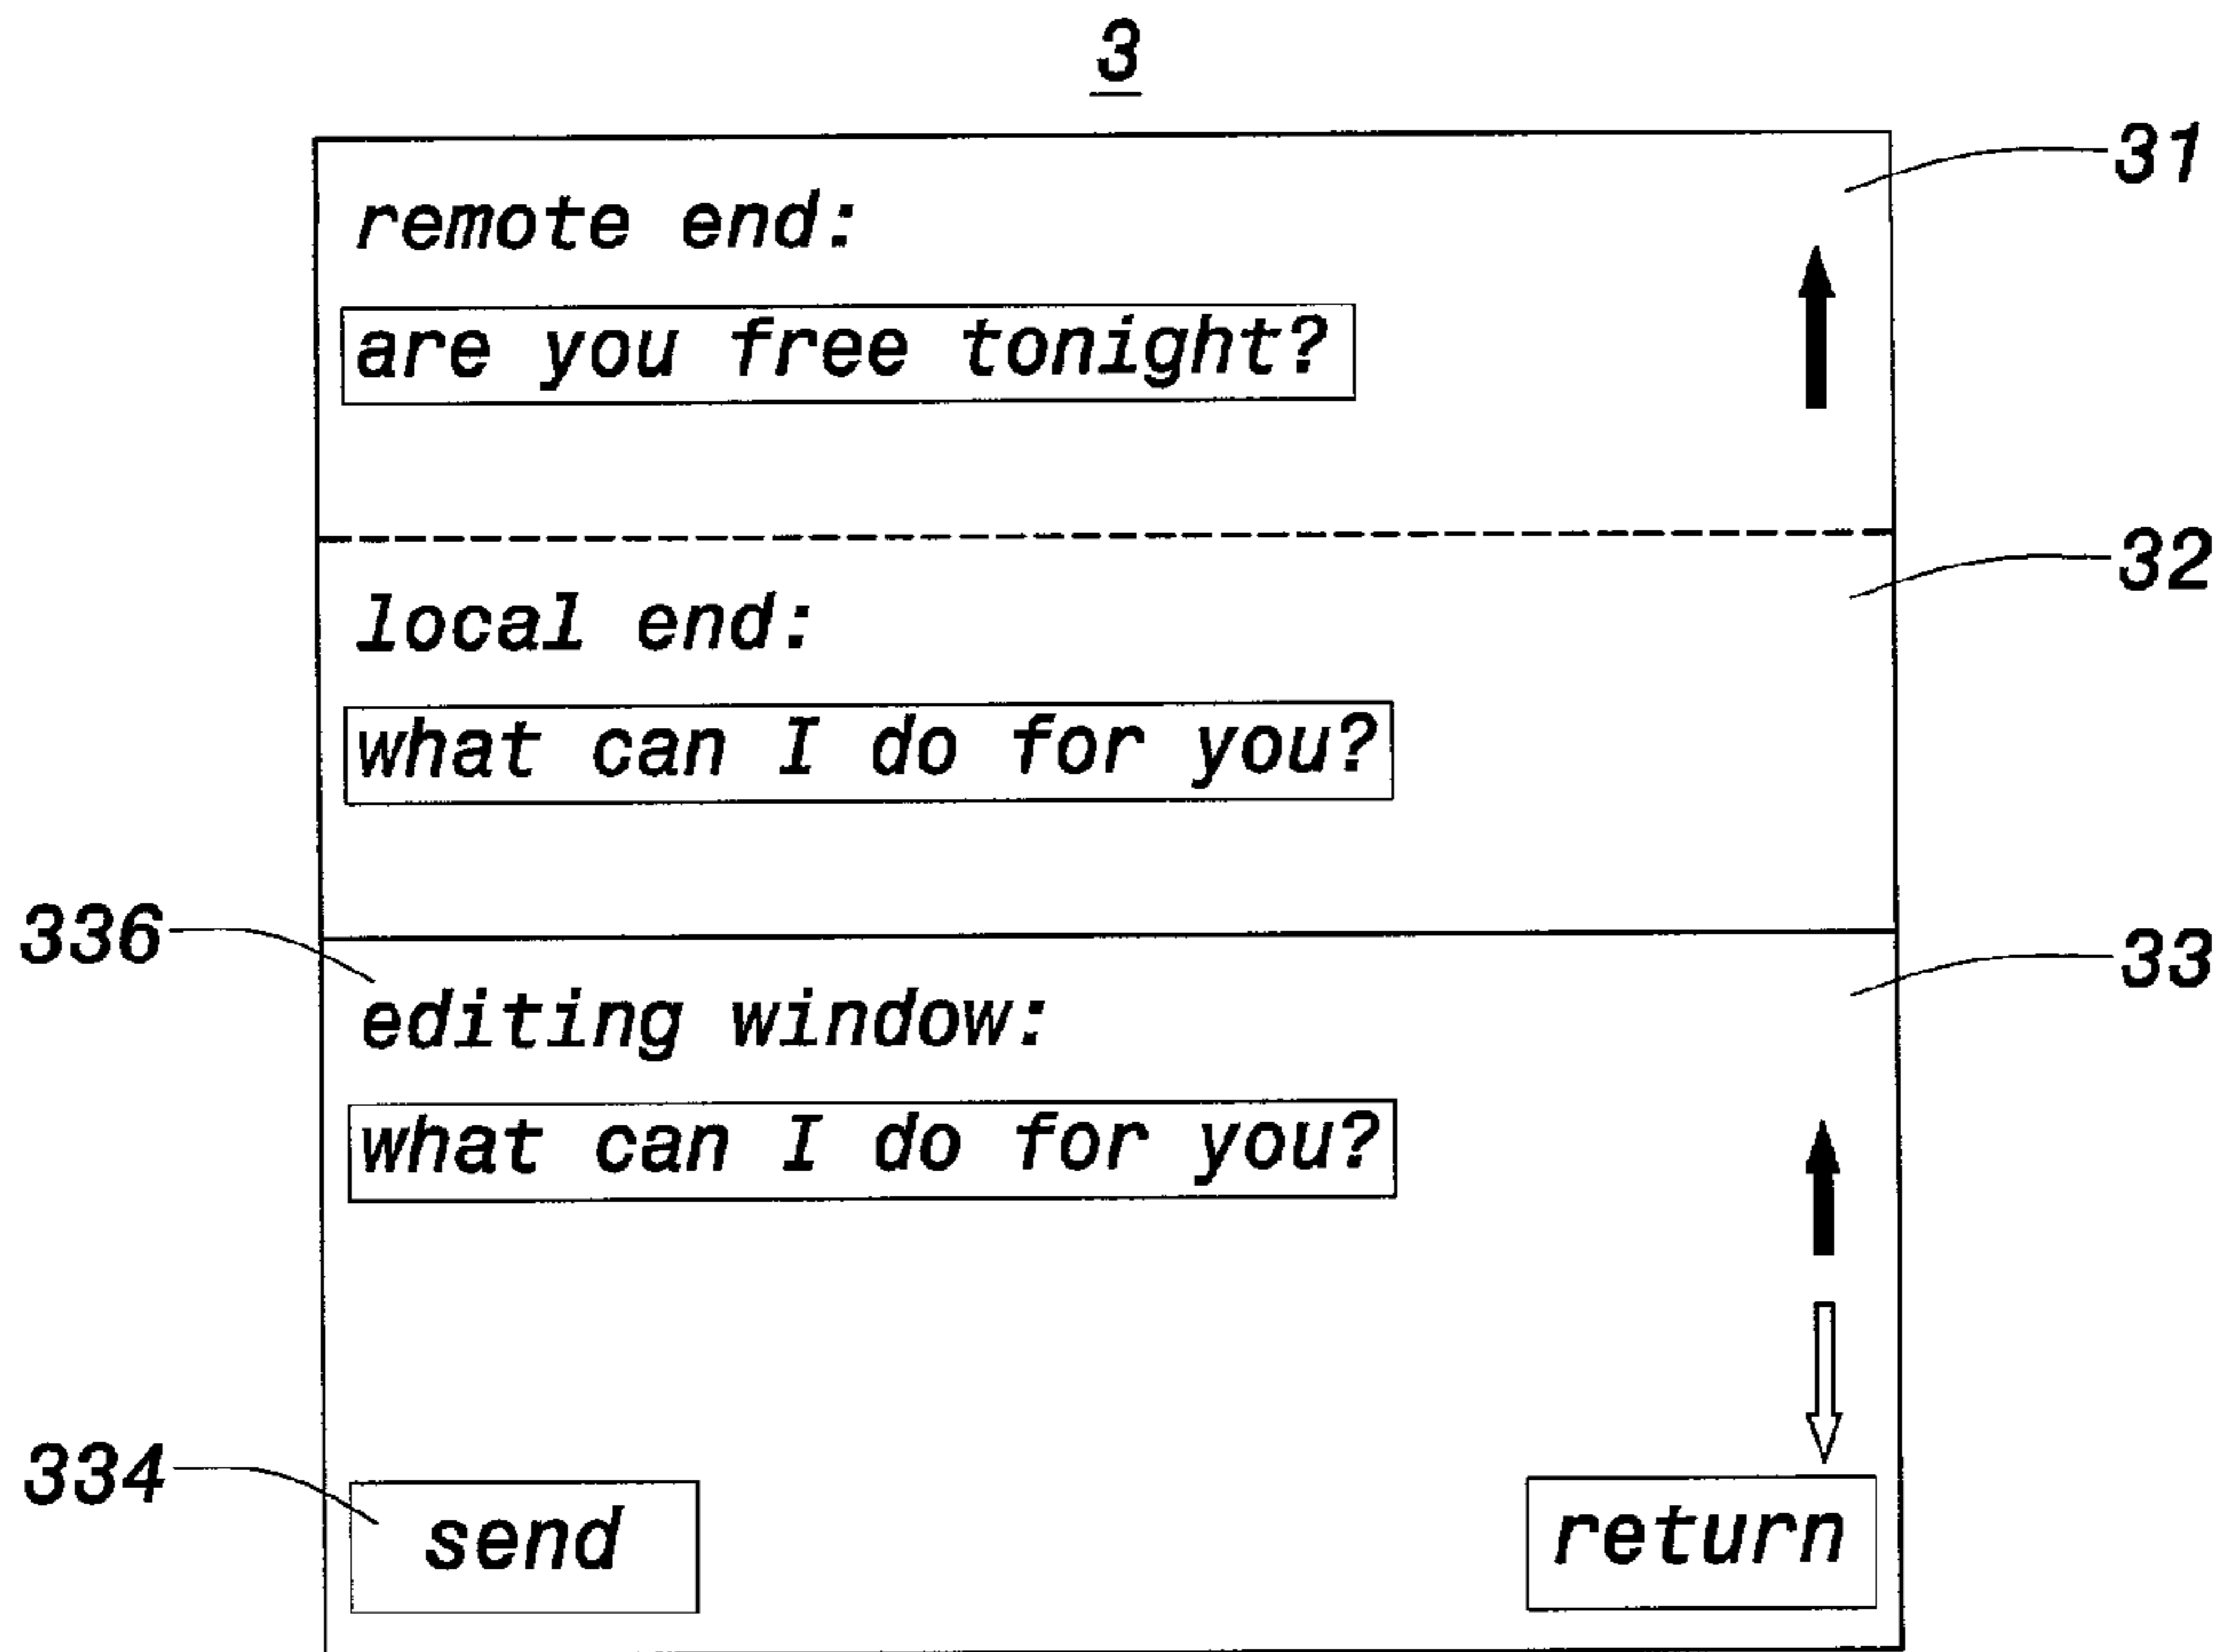 3
31
remote end:
are you free tonight?
32
local end:
what can I do for you?
336
33
editing window:
what can I do for you?
334
send
return